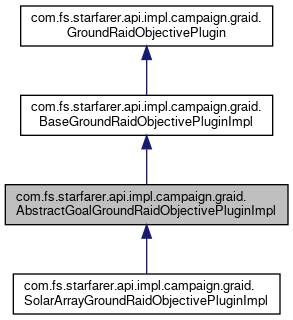 com.fs.starfarer.api.impl.campaign.graid.
GroundRaidObjectivePlugin
com.fs.starfarer.api.impl.campaign.graid.
BaseGroundRaidObjectivePluginImpl
com.fs.starfarer.api.impl.campaign.graid.
AbstractGoalGroundRaidObjectivePluginImpl
com.fs.starfarer.api.impl.campaign.graid.
SolarArrayGroundRaidObjectivePluginImpl